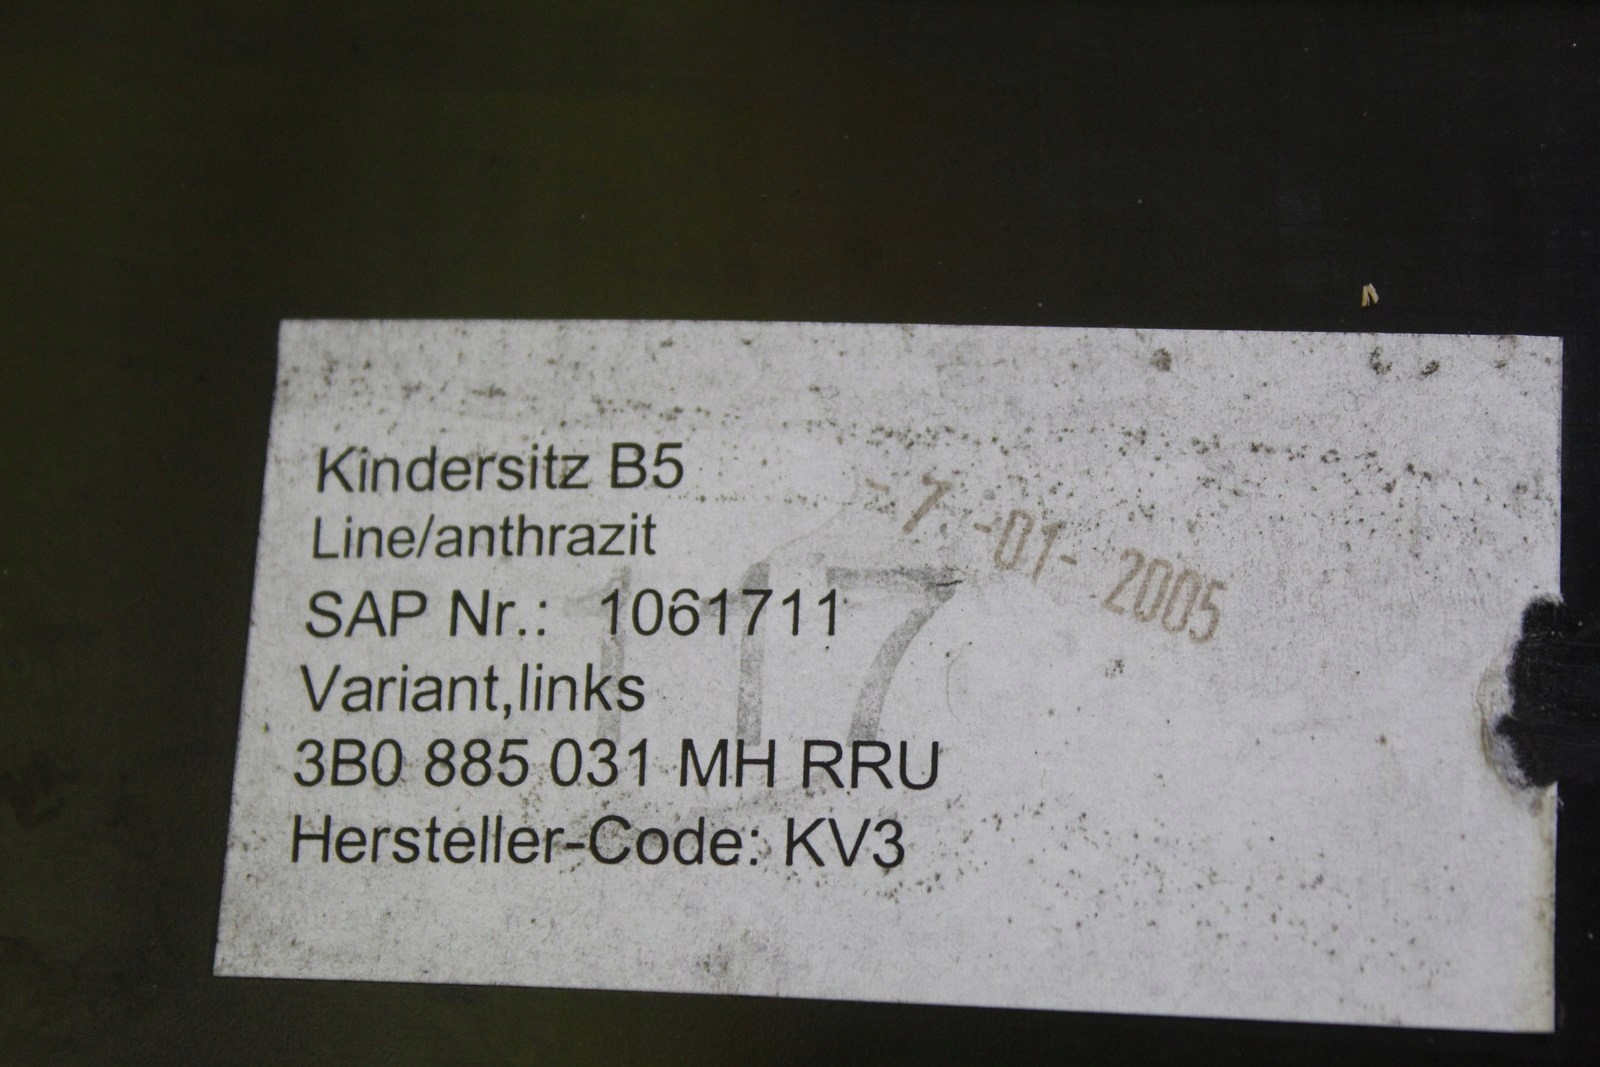 Kindersitz B5
-7.-01-2005
Line/anthrazit
SAP Nr.: 1061711
117
Variant,links
3B0 885 031 MH RRU
Hersteller-Code: KV3